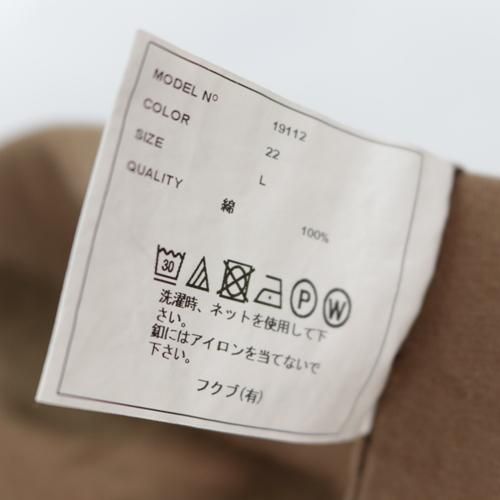 MODEL Nº 19112
COLOR 22
SIZE L
QUALITY
綿 100%
30 P W
洗濯時、ネットを使用して下
さい。
釦にはアイロンを当てないで
下さい。
フクブ(有)